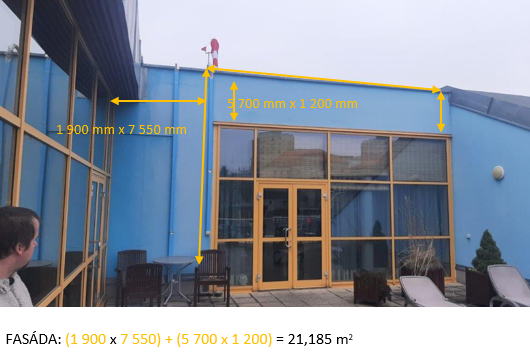 5 700 mm x 1 200 mm
1 900 mm x 7 550 mm
FASÁDA: (1 900 x 7 550) + (5 700 x 1 200) = 21,185 m²